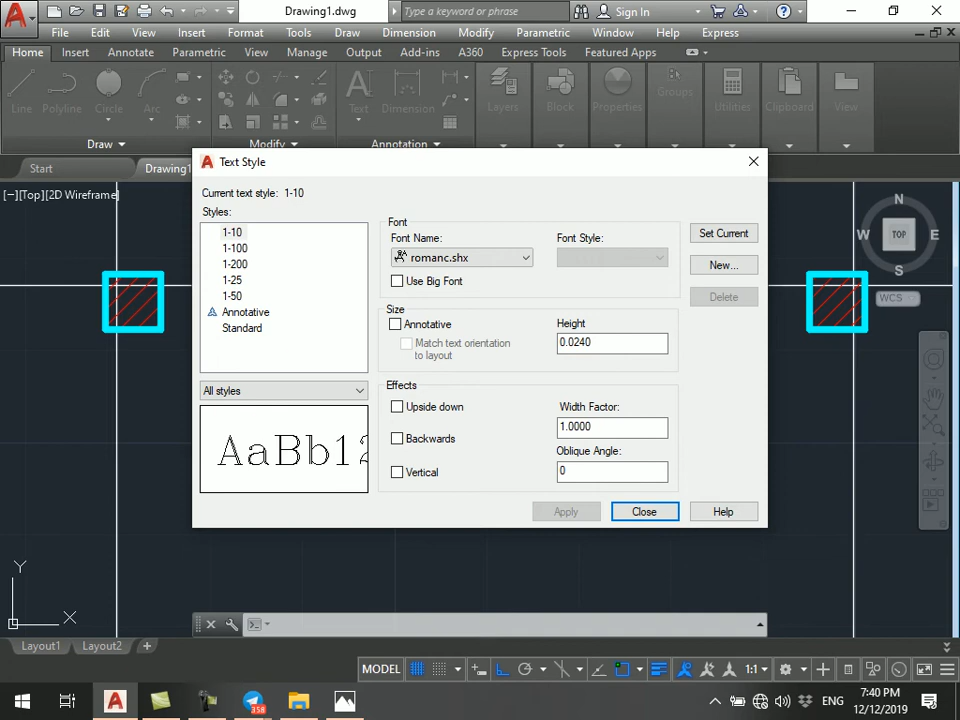 Drawing1.dwg
Type a keyword or phrase
Sign In
File Edit View Insert Format Tools Draw Dimension Modify Parametric Window Help Express
Home Insert Annotate Parametric View Manage Output Add-ins A360 Express Tools Featured Apps
Line Polyline Circle Arc Text Dimension Layers Block Properties Groups Utilities Clipboard View
Draw Modify Annotation
Start Drawing1
[−][Top][2D Wireframe]
Text Style
Current text style: 1-10
Styles:
1-10
1-100
1-200
1-25
1-50
Annotative
Standard
All styles
AaBb12
Font
Font Name:
romanc.shx
Font Style:
Use Big Font
Size
Annotative
Match text orientation
to layout
Height
0.0240
Effects
Upside down
Backwards
Vertical
Width Factor:
1.0000
Oblique Angle:
0
Set Current
New...
Delete
Apply Close Help
N
W TOP E
S
WCS
Y
X
Layout1 Layout2 +
MODEL 1:1
358
ENG
7:40 PM
12/12/2019